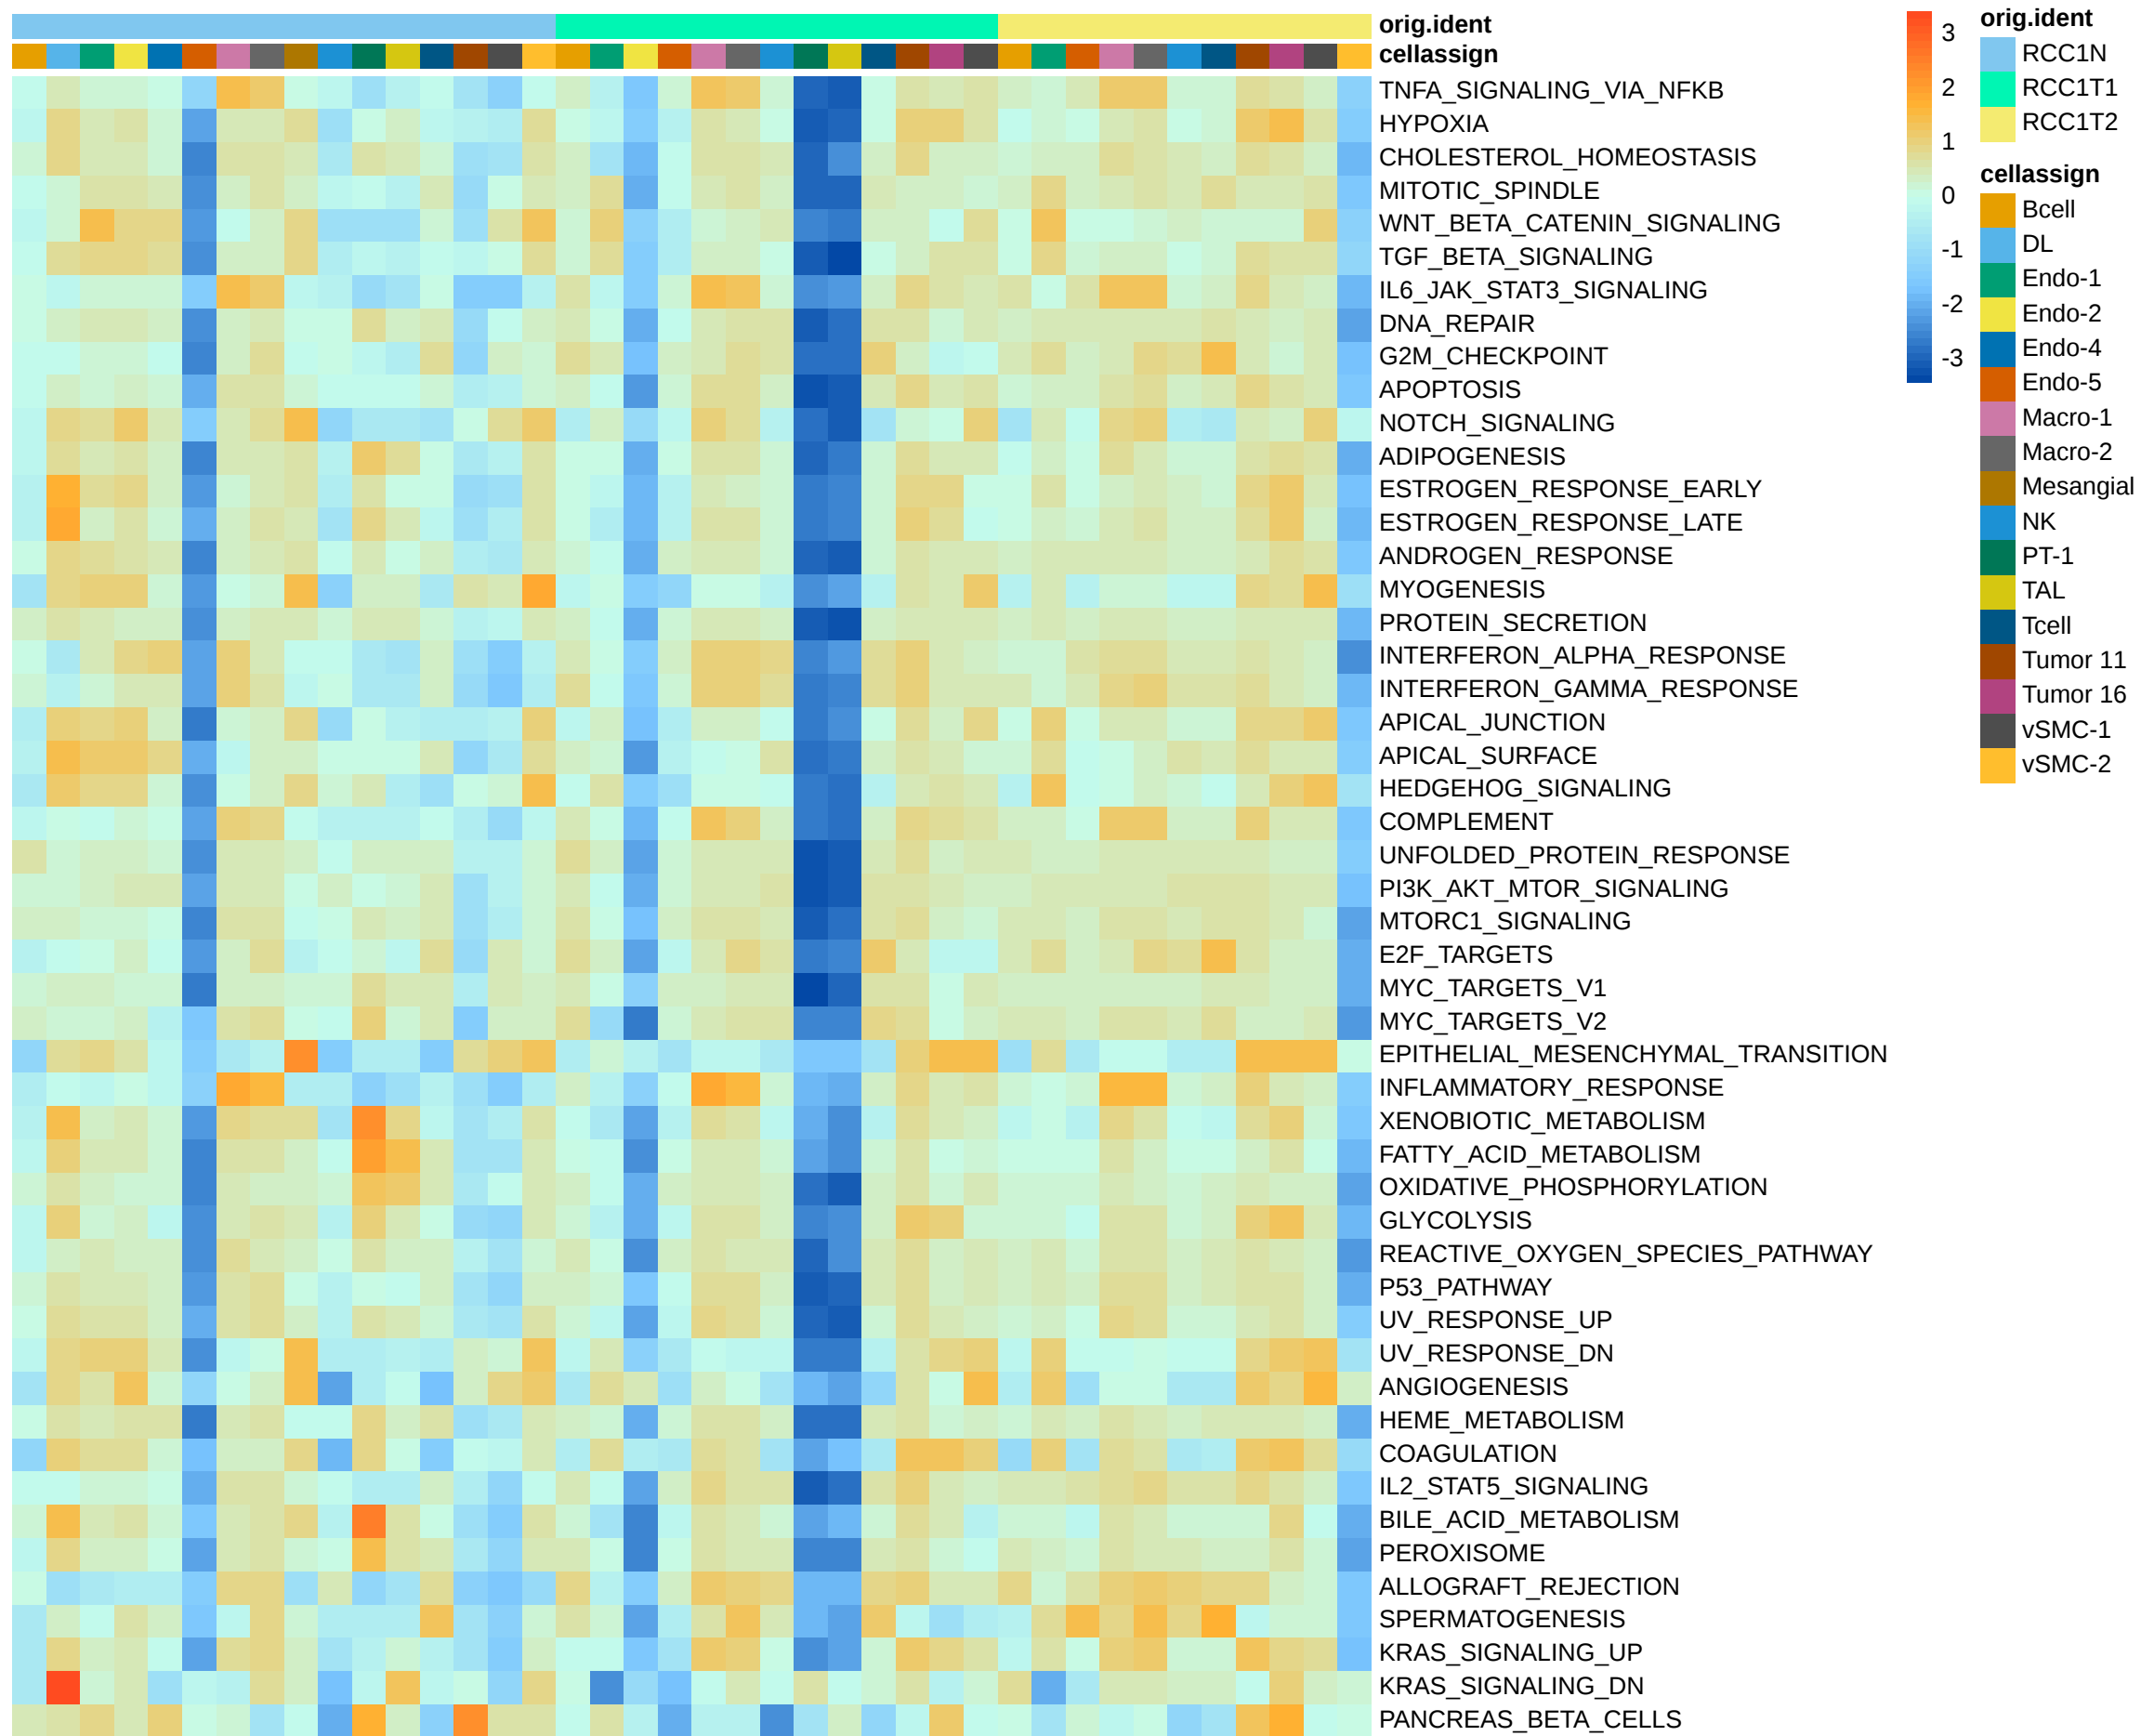 orig.ident
cellassign
TNFA_SIGNALING_VIA_NFKB
HYPOXIA
CHOLESTEROL_HOMEOSTASIS
MITOTIC_SPINDLE
WNT_BETA_CATENIN_SIGNALING
TGF_BETA_SIGNALING
IL6_JAK_STAT3_SIGNALING
DNA_REPAIR
G2M_CHECKPOINT
APOPTOSIS
NOTCH_SIGNALING
ADIPOGENESIS
ESTROGEN_RESPONSE_EARLY
ESTROGEN_RESPONSE_LATE
ANDROGEN_RESPONSE
MYOGENESIS
PROTEIN_SECRETION
INTERFERON_ALPHA_RESPONSE
INTERFERON_GAMMA_RESPONSE
APICAL_JUNCTION
APICAL_SURFACE
HEDGEHOG_SIGNALING
COMPLEMENT
UNFOLDED_PROTEIN_RESPONSE
PI3K_AKT_MTOR_SIGNALING
MTORC1_SIGNALING
E2F_TARGETS
MYC_TARGETS_V1
MYC_TARGETS_V2
EPITHELIAL_MESENCHYMAL_TRANSITION
INFLAMMATORY_RESPONSE
XENOBIOTIC_METABOLISM
FATTY_ACID_METABOLISM
OXIDATIVE_PHOSPHORYLATION
GLYCOLYSIS
REACTIVE_OXYGEN_SPECIES_PATHWAY
P53_PATHWAY
UV_RESPONSE_UP
UV_RESPONSE_DN
ANGIOGENESIS
HEME_METABOLISM
COAGULATION
IL2_STAT5_SIGNALING
BILE_ACID_METABOLISM
PEROXISOME
ALLOGRAFT_REJECTION
SPERMATOGENESIS
KRAS_SIGNALING_UP
KRAS_SIGNALING_DN
PANCREAS_BETA_CELLS
3
2
1
0
-1
-2
-3
orig.ident
RCC1N
RCC1T1
RCC1T2
cellassign
Bcell
DL
Endo-1
Endo-2
Endo-4
Endo-5
Macro-1
Macro-2
Mesangial
NK
PT-1
TAL
Tcell
Tumor 11
Tumor 16
vSMC-1
vSMC-2